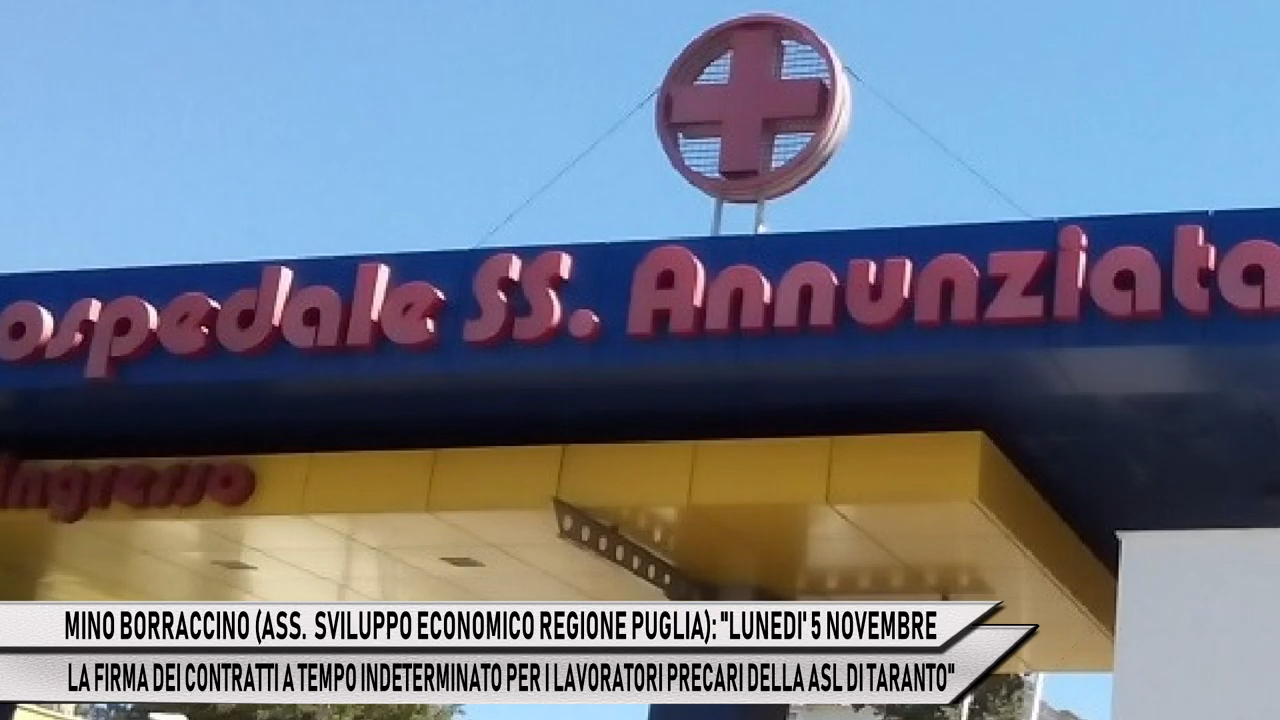 ospedale SS. Annunziata
Ingresso
MINO BORRACCINO (ASS. SVILUPPO ECONOMICO REGIONE PUGLIA): "LUNEDI' 5 NOVEMBRE
LA FIRMA DEI CONTRATTI A TEMPO INDETERMINATO PER I LAVORATORI PRECARI DELLA ASL DI TARANTO"